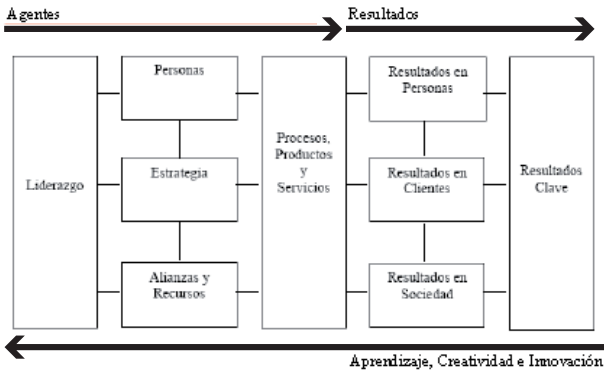 Agentes
Resultados
Liderazgo
Personas
Estrategia
Alianzas y
Recursos
Procesos,
Productos
y
Servicios
Resultados en
Personas
Resultados en
Clientes
Resultados en
Sociedad
Resultados
Clave
Aprendizaje, Creatividad e Innovación